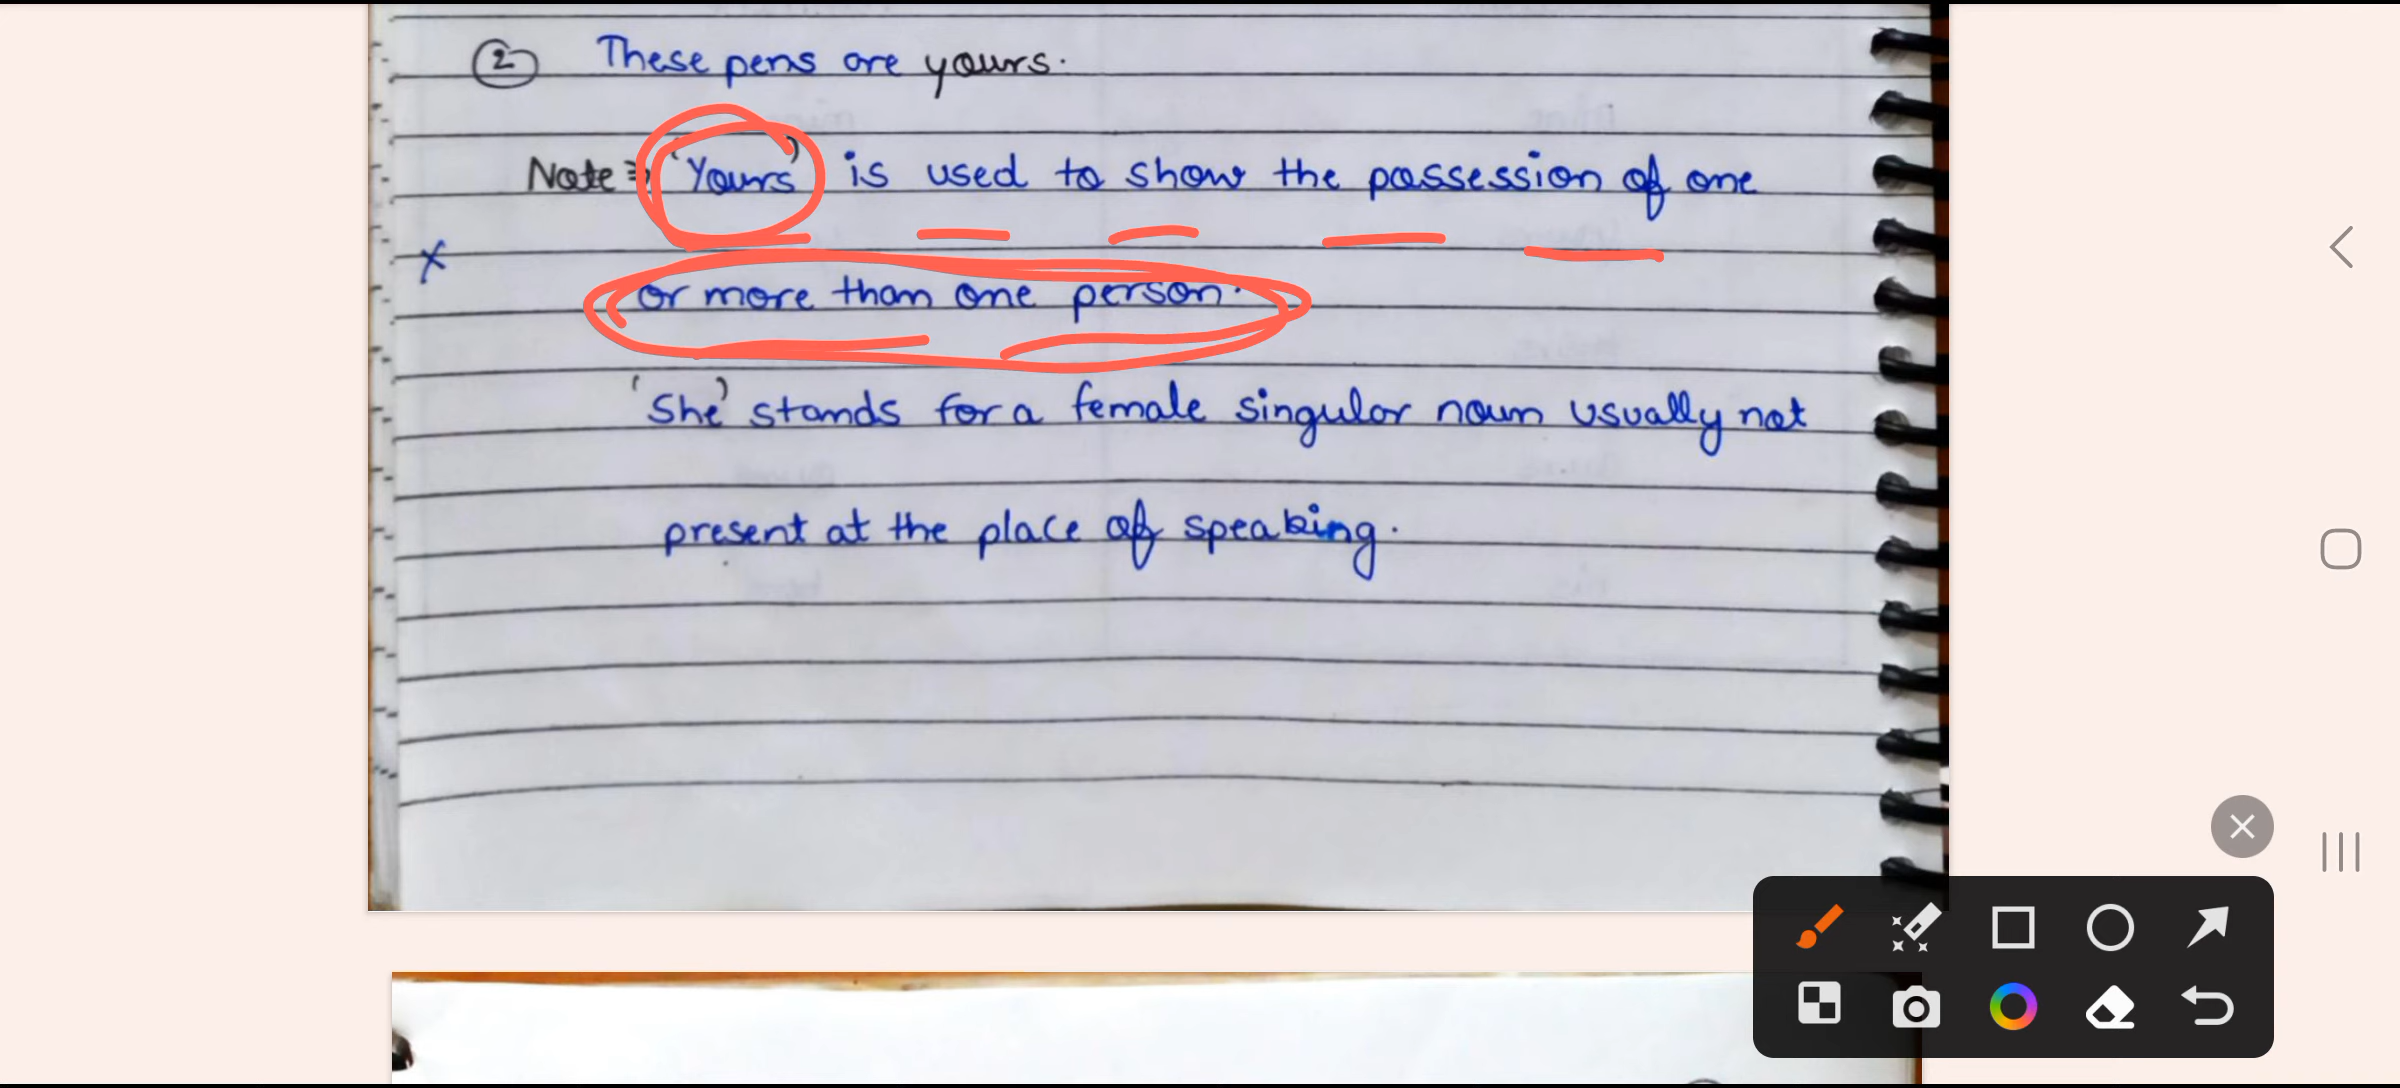 ② These pens are yours.
Note ⇒ 'Yours' is used to show the possession of one
x or more than one person.
'She' stands for a female singular noun usually not
present at the place of speaking.